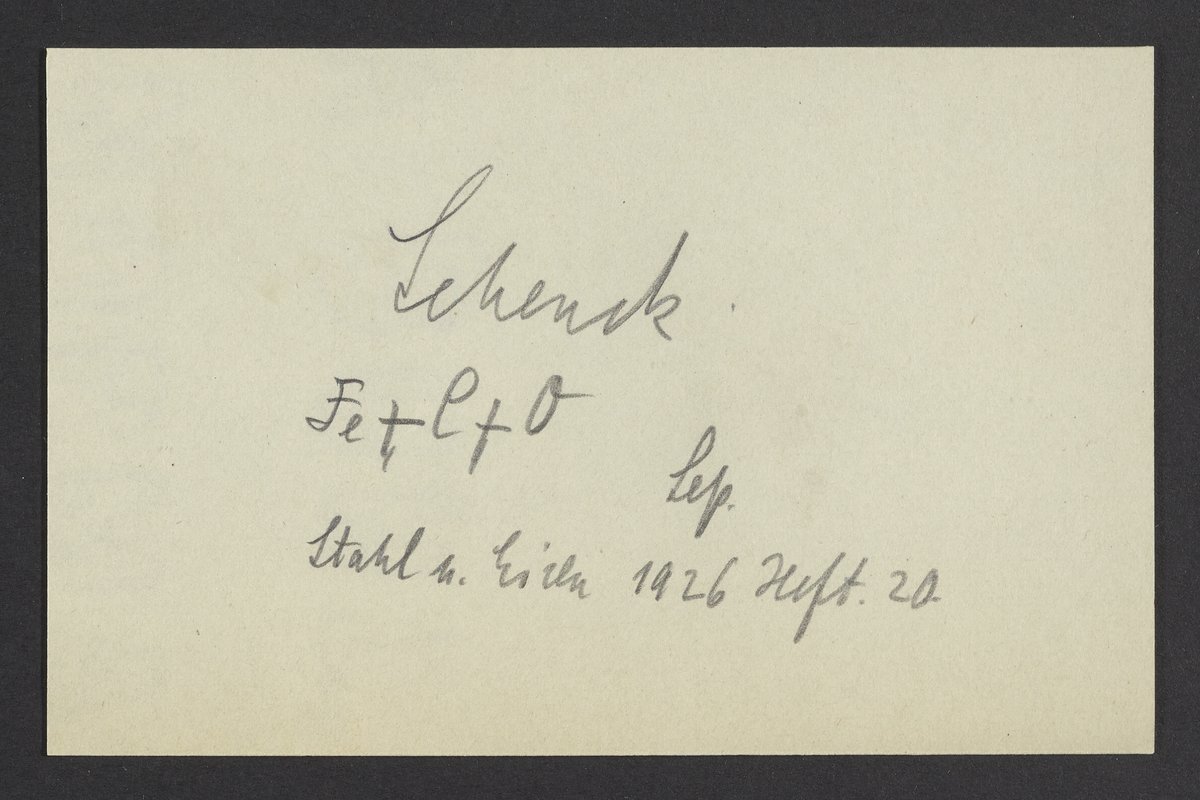 Schenck.
Fe + C + O
Sep.
Stahl u. Eisen 1926 Heft. 20